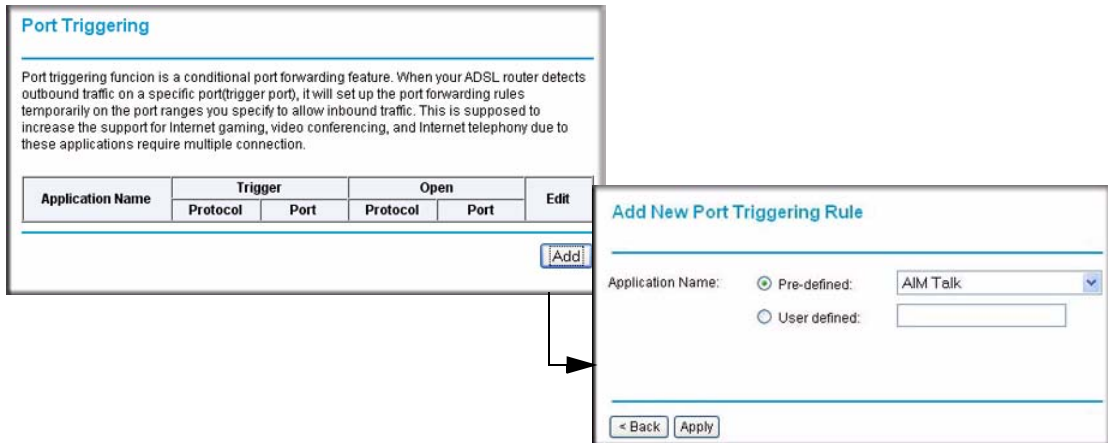 Port Triggering
Port triggering funcion is a conditional port forwarding feature. When your ADSL router detects
outbound traffic on a specific port(trigger port), it will set up the port forwarding rules
temporarily on the port ranges you specify to allow inbound traffic. This is supposed to
increase the support for Internet gaming, video conferencing, and Internet telephony due to
these applications require multiple connection.
Application Name Trigger Open Edit
Protocol Port Protocol Port
Add
Add New Port Triggering Rule
Application Name: Pre-defined: AIM Talk
User defined:
< Back Apply